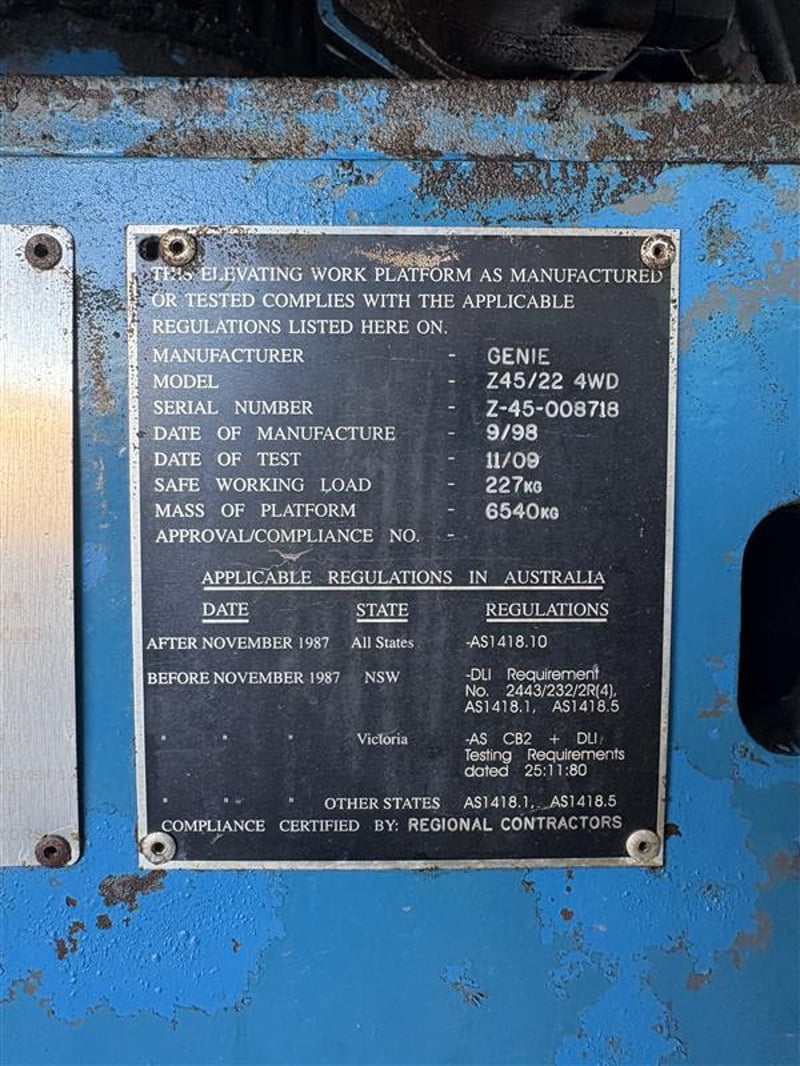 THIS ELEVATING WORK PLATFORM AS MANUFACTURED
OR TESTED COMPLIES WITH THE APPLICABLE
REGULATIONS LISTED HERE ON.
MANUFACTURER - GENIE
MODEL - Z45/22 4WD
SERIAL NUMBER - Z-45-008718
DATE OF MANUFACTURE - 9/98
DATE OF TEST - 11/09
SAFE WORKING LOAD - 227KG
MASS OF PLATFORM - 6540KG
APPROVAL/COMPLIANCE NO. -
APPLICABLE REGULATIONS IN AUSTRALIA
DATE STATE REGULATIONS
AFTER NOVEMBER 1987 All States -AS1418.10
BEFORE NOVEMBER 1987 NSW -DLI Requirement
No. 2443/232/2R(4),
AS1418.1, AS1418.5
" " " Victoria -AS CB2 + DLI
Testing Requirements
dated 25:11:80
" " " OTHER STATES AS1418.1, AS1418.5
COMPLIANCE CERTIFIED BY: REGIONAL CONTRACTORS